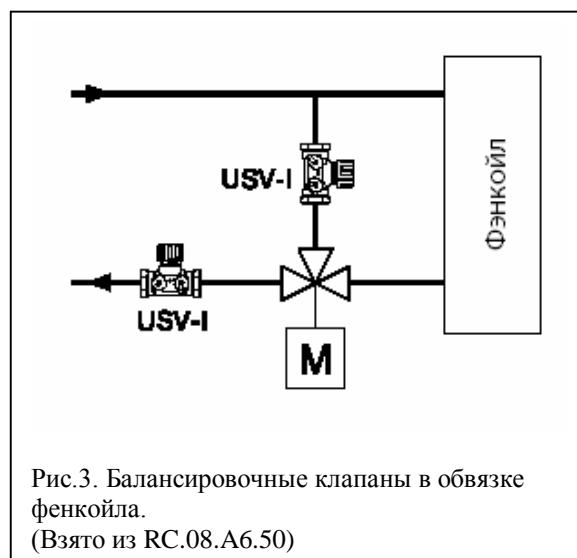 USV-I
Фэнкойл
USV-I
M
Рис.3. Балансировочные клапаны в обвязке
фенкойла.
(Взято из RC.08.A6.50)